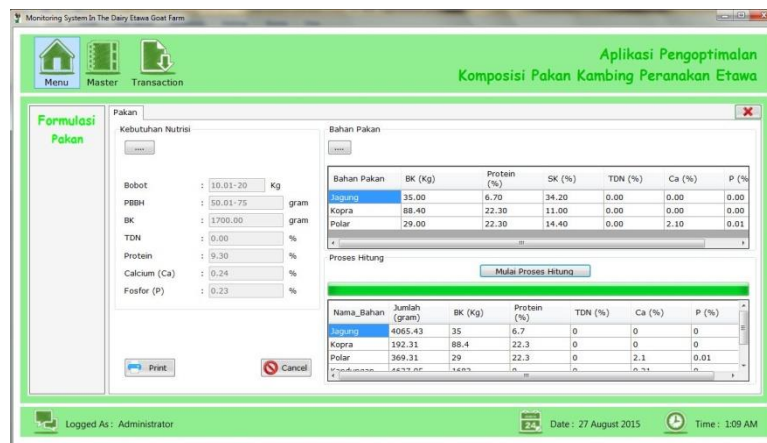 Monitoring System In The Dairy Etawa Goat Farm
Menu Master Transaction
Aplikasi Pengoptimalan
Komposisi Pakan Kambing Peranakan Etawa
Formulasi
Pakan
Pakan
Kebutuhan Nutrisi
....
Bobot : 10.01-20 Kg
PBBH : 50.01-75 gram
BK : 1700.00 gram
TDN : 0.00 %
Protein : 9.30 %
Calcium (Ca) : 0.24 %
Fosfor (P) : 0.23 %
Print Cancel
Bahan Pakan
....
Bahan Pakan BK (Kg) Protein (%) SK (%) TDN (%) Ca (%) P (%
Jagung 35.00 6.70 34.20 0.00 0.00 0.00
Kopra 88.40 22.30 11.00 0.00 0.00 0.00
Polar 29.00 22.30 14.40 0.00 2.10 0.01
Proses Hitung
Mulai Proses Hitung
Nama_Bahan Jumlah (gram) BK (Kg) Protein (%) TDN (%) Ca (%) P (%)
Jagung 4065.43 35 6.7 0 0 0
Kopra 192.31 88.4 22.3 0 0 0
Polar 369.31 29 22.3 0 2.1 0.01
Logged As : Administrator
24 Date : 27 August 2015 Time : 1:09 AM